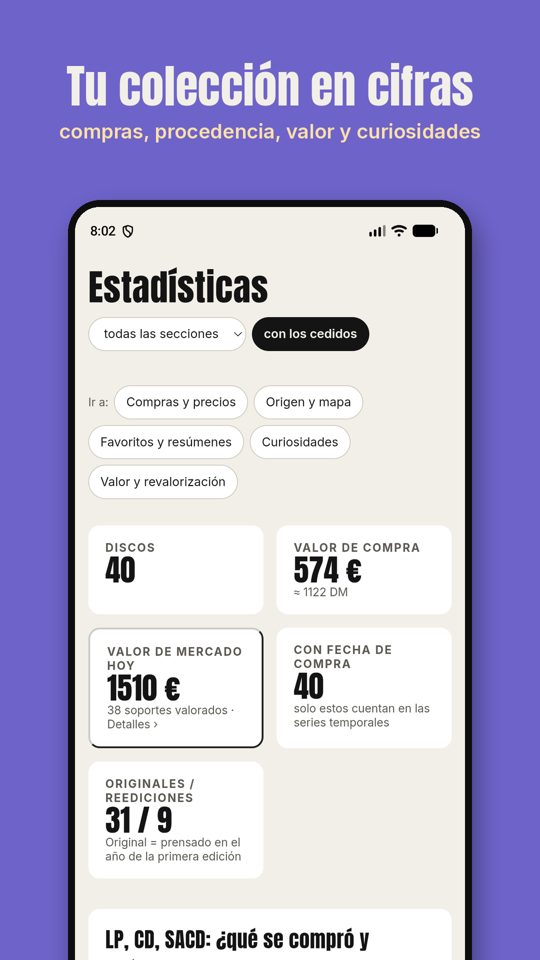 Tu colección en cifras
compras, procedencia, valor y curiosidades
8:02
Estadísticas
todas las secciones
con los cedidos
Ir a: Compras y precios Origen y mapa
Favoritos y resúmenes Curiosidades
Valor y revalorización
DISCOS
40
VALOR DE COMPRA
574 €
≈ 1122 DM
VALOR DE MERCADO
HOY
1510 €
38 soportes valorados ·
Detalles ›
CON FECHA DE
COMPRA
40
solo estos cuentan en las
series temporales
ORIGINALES /
REEDICIONES
31 / 9
Original = prensado en el
año de la primera edición
LP, CD, SACD: ¿qué se compró y